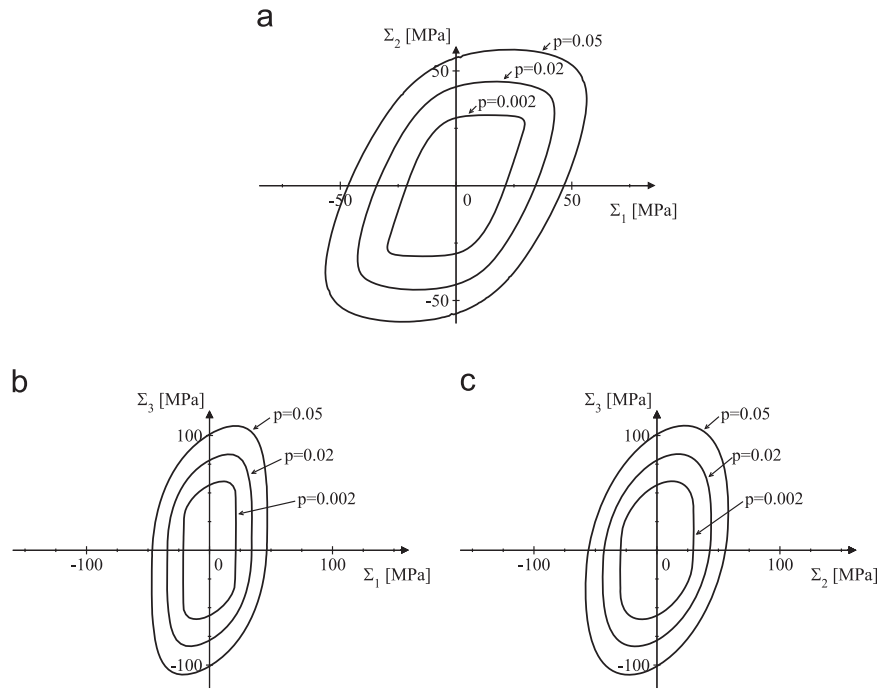 a
Σ2 [MPa]
p=0.05
50
p=0.02
p=0.002
-50
0
50
Σ1 [MPa]
-50
b
Σ3 [MPa]
p=0.05
100
p=0.02
p=0.002
-100
0
100
Σ1 [MPa]
-100
c
Σ3 [MPa]
p=0.05
100
p=0.02
p=0.002
-100
0
100
Σ2 [MPa]
-100